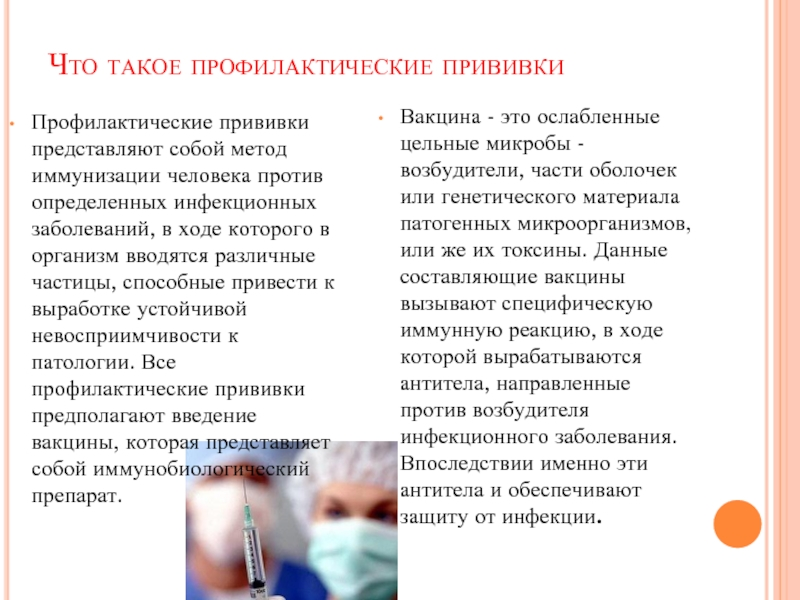 Что такое профилактические прививки
• Профилактические прививки
представляют собой метод
иммунизации человека против
определенных инфекционных
заболеваний, в ходе которого в
организм вводятся различные
частицы, способные привести к
выработке устойчивой
невосприимчивости к
патологии. Все
профилактические прививки
предполагают введение
вакцины, которая представляет
собой иммунобиологический
препарат.
• Вакцина - это ослабленные
цельные микробы -
возбудители, части оболочек
или генетического материала
патогенных микроорганизмов,
или же их токсины. Данные
составляющие вакцины
вызывают специфическую
иммунную реакцию, в ходе
которой вырабатываются
антитела, направленные
против возбудителя
инфекционного заболевания.
Впоследствии именно эти
антитела и обеспечивают
защиту от инфекции.